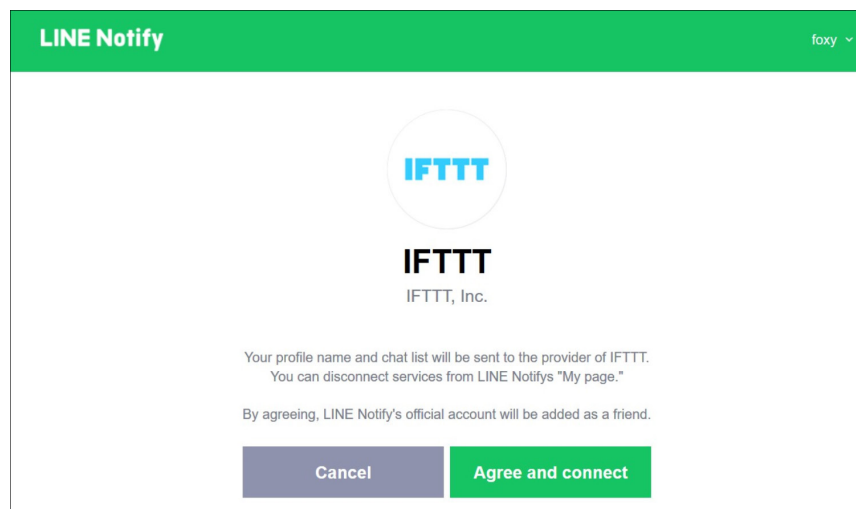 LINE Notify
foxy
IFTTT
IFTTT
IFTTT, Inc.
Your profile name and chat list will be sent to the provider of IFTTT.
You can disconnect services from LINE Notifys "My page."
By agreeing, LINE Notify's official account will be added as a friend.
Cancel
Agree and connect